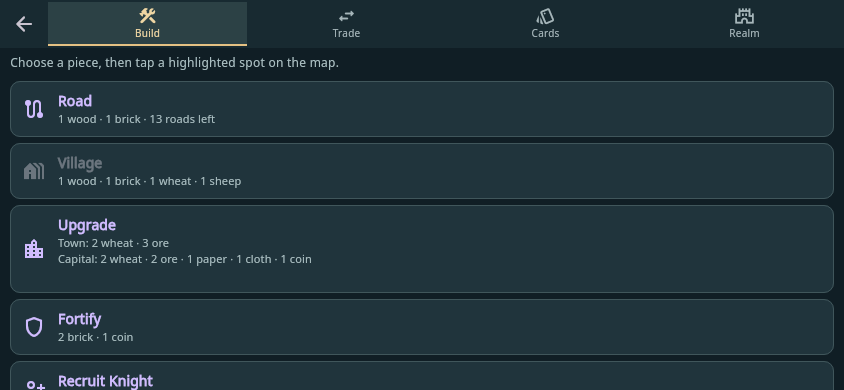 Build
Trade
Cards
Realm
Choose a piece, then tap a highlighted spot on the map.
Road
1 wood · 1 brick · 13 roads left
Village
1 wood · 1 brick · 1 wheat · 1 sheep
Upgrade
Town: 2 wheat · 3 ore
Capital: 2 wheat · 2 ore · 1 paper · 1 cloth · 1 coin
Fortify
2 brick · 1 coin
Recruit Knight